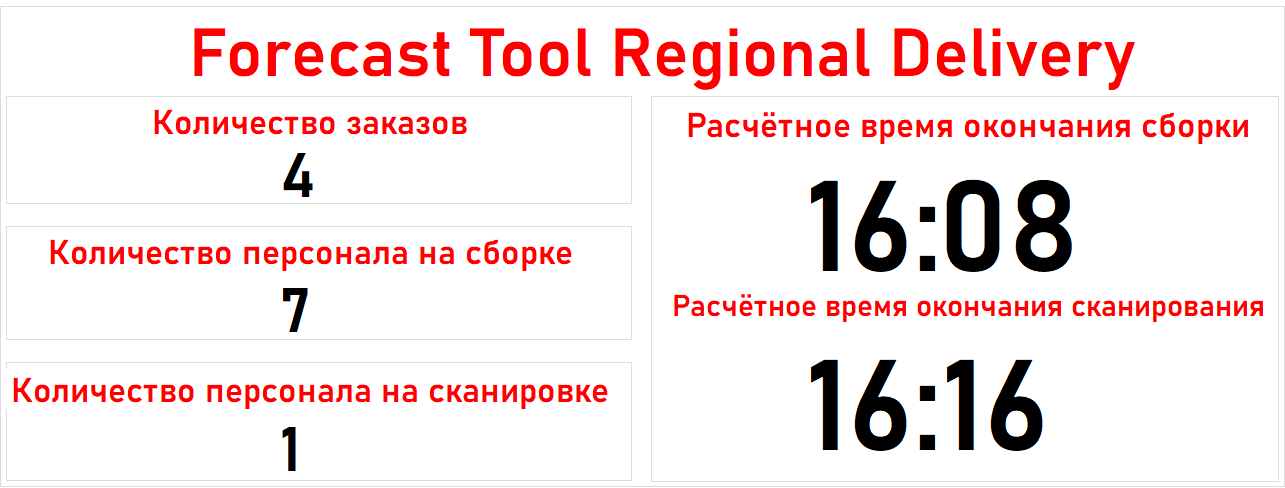 Forecast Tool Regional Delivery
Количество заказов
4
Количество персонала на сборке
7
Количество персонала на сканировке
1
Расчётное время окончания сборки
16:08
Расчётное время окончания сканирования
16:16